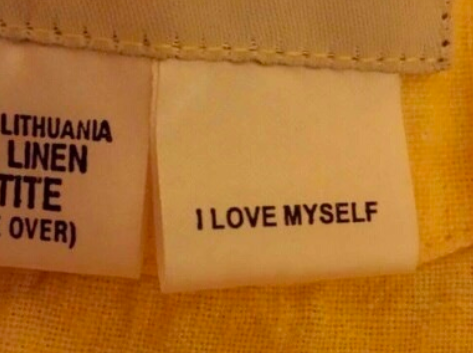 LITHUANIA
LINEN
TITE
OVER)
I LOVE MYSELF